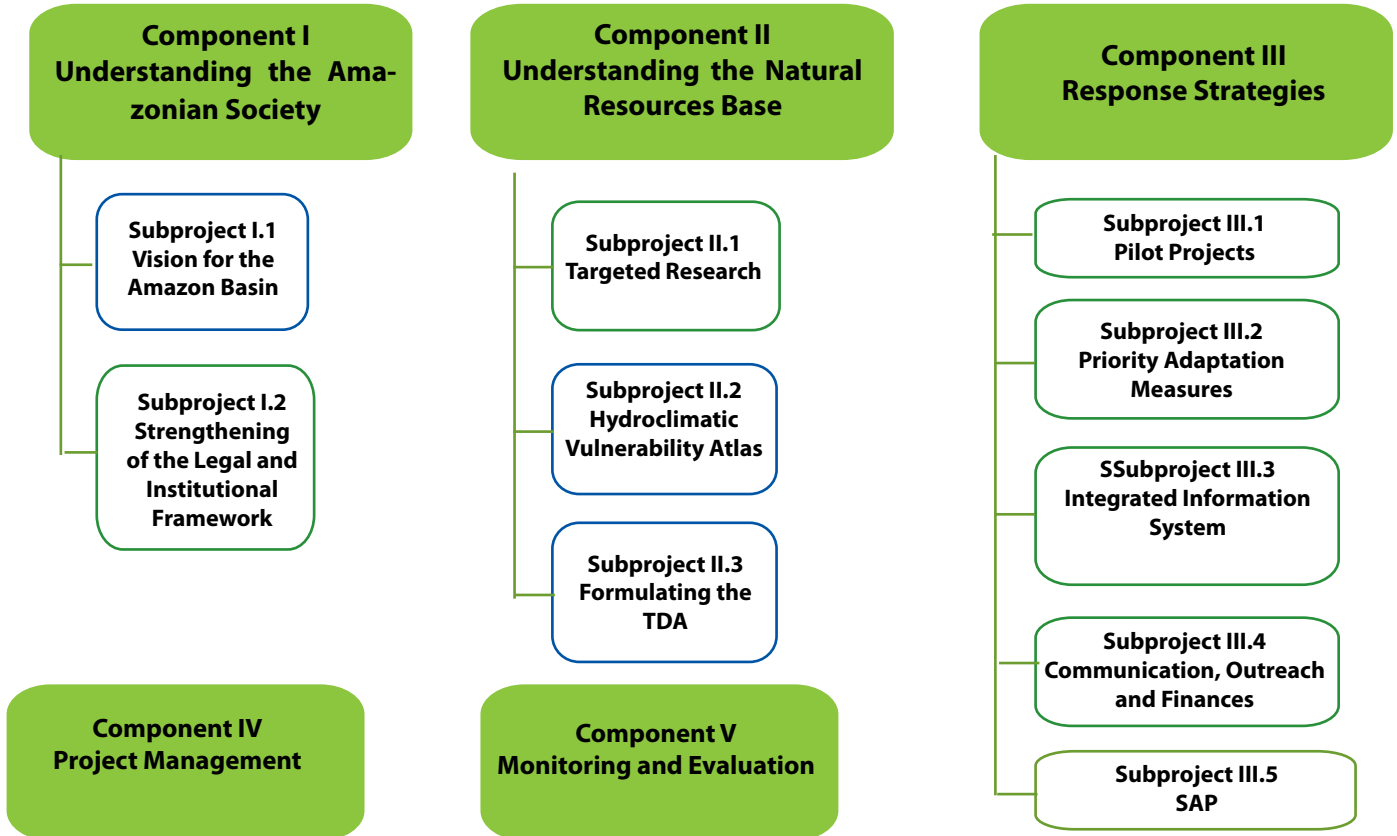 Component I
Understanding the Ama-
zonian Society
Subproject I.1
Vision for the
Amazon Basin
Subproject I.2
Strengthening
of the Legal and
Institutional
Framework
Component II
Understanding the Natural
Resources Base
Subproject II.1
Targeted Research
Subproject II.2
Hydroclimatic
Vulnerability Atlas
Subproject II.3
Formulating the
TDA
Component III
Response Strategies
Subproject III.1
Pilot Projects
Subproject III.2
Priority Adaptation
Measures
SSubproject III.3
Integrated Information
System
Subproject III.4
Communication, Outreach
and Finances
Subproject III.5
SAP
Component IV
Project Management
Component V
Monitoring and Evaluation